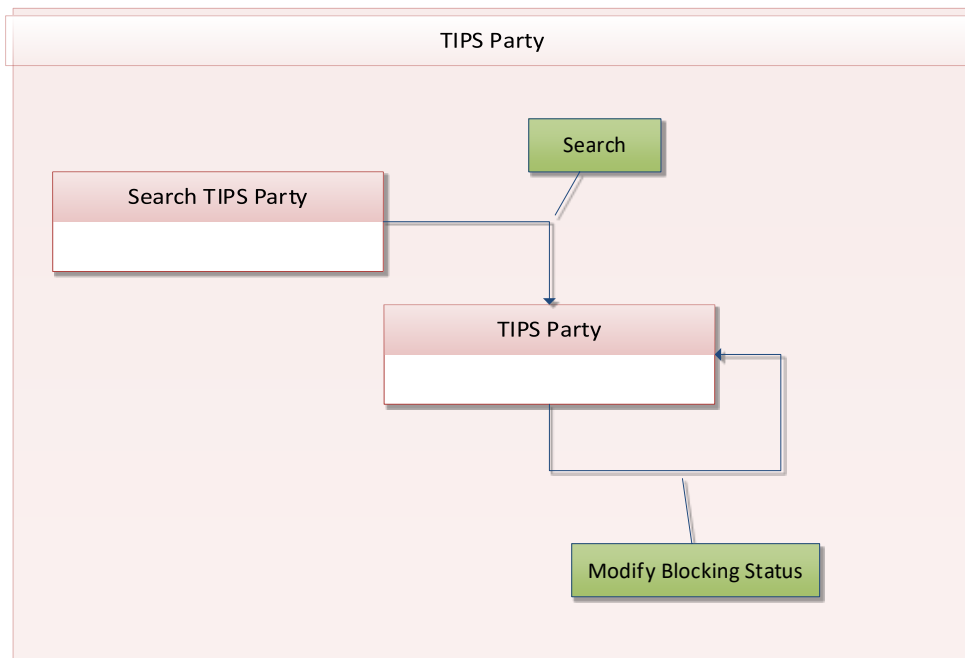 TIPS Party
Search
Search TIPS Party
TIPS Party
Modify Blocking Status